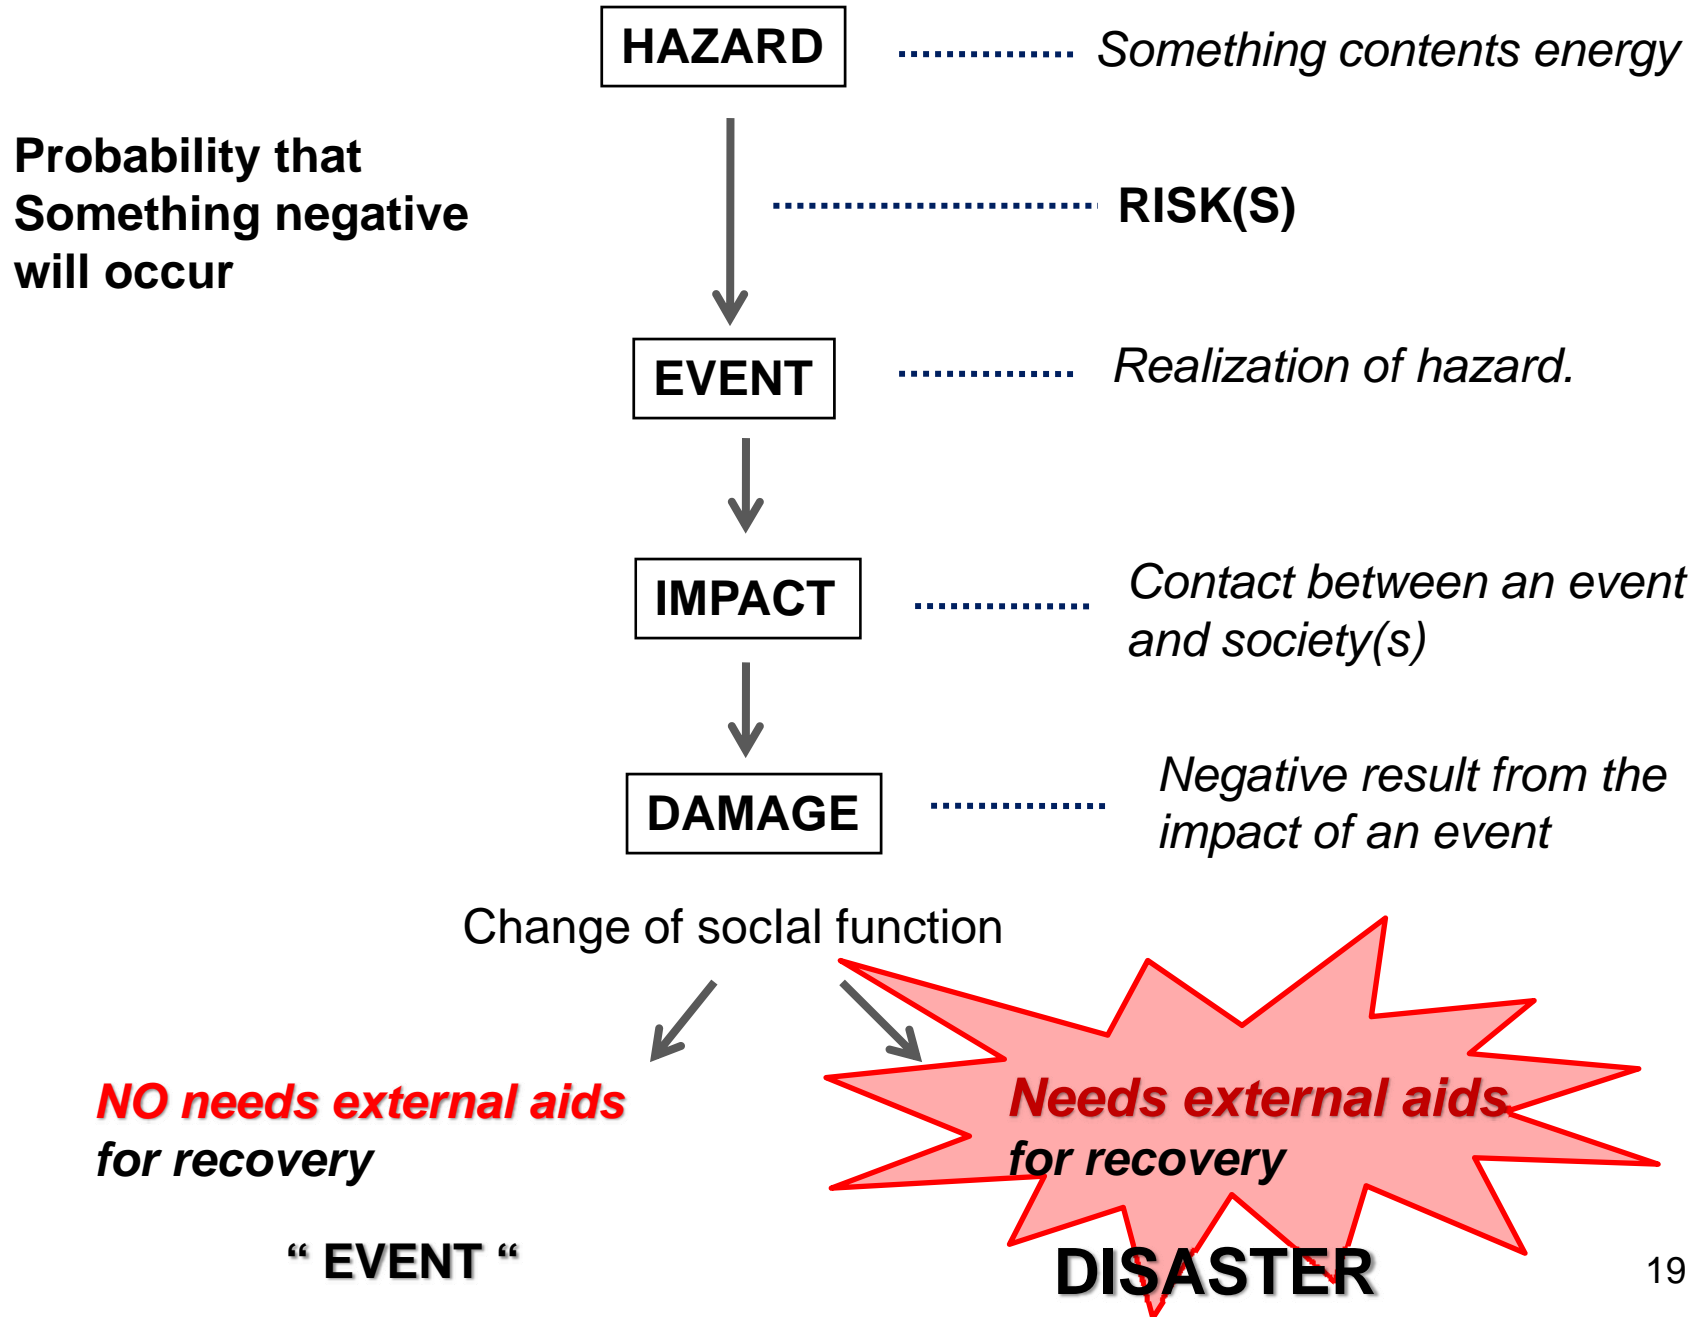 HAZARD
Something contents energy
Probability that
Something negative
will occur
RISK(S)
EVENT
Realization of hazard.
IMPACT
Contact between an event
and society(s)
DAMAGE
Negative result from the
impact of an event
Change of socIal function
NO needs external aids
for recovery
Needs external aids
for recovery
“ EVENT “
DISASTER
19